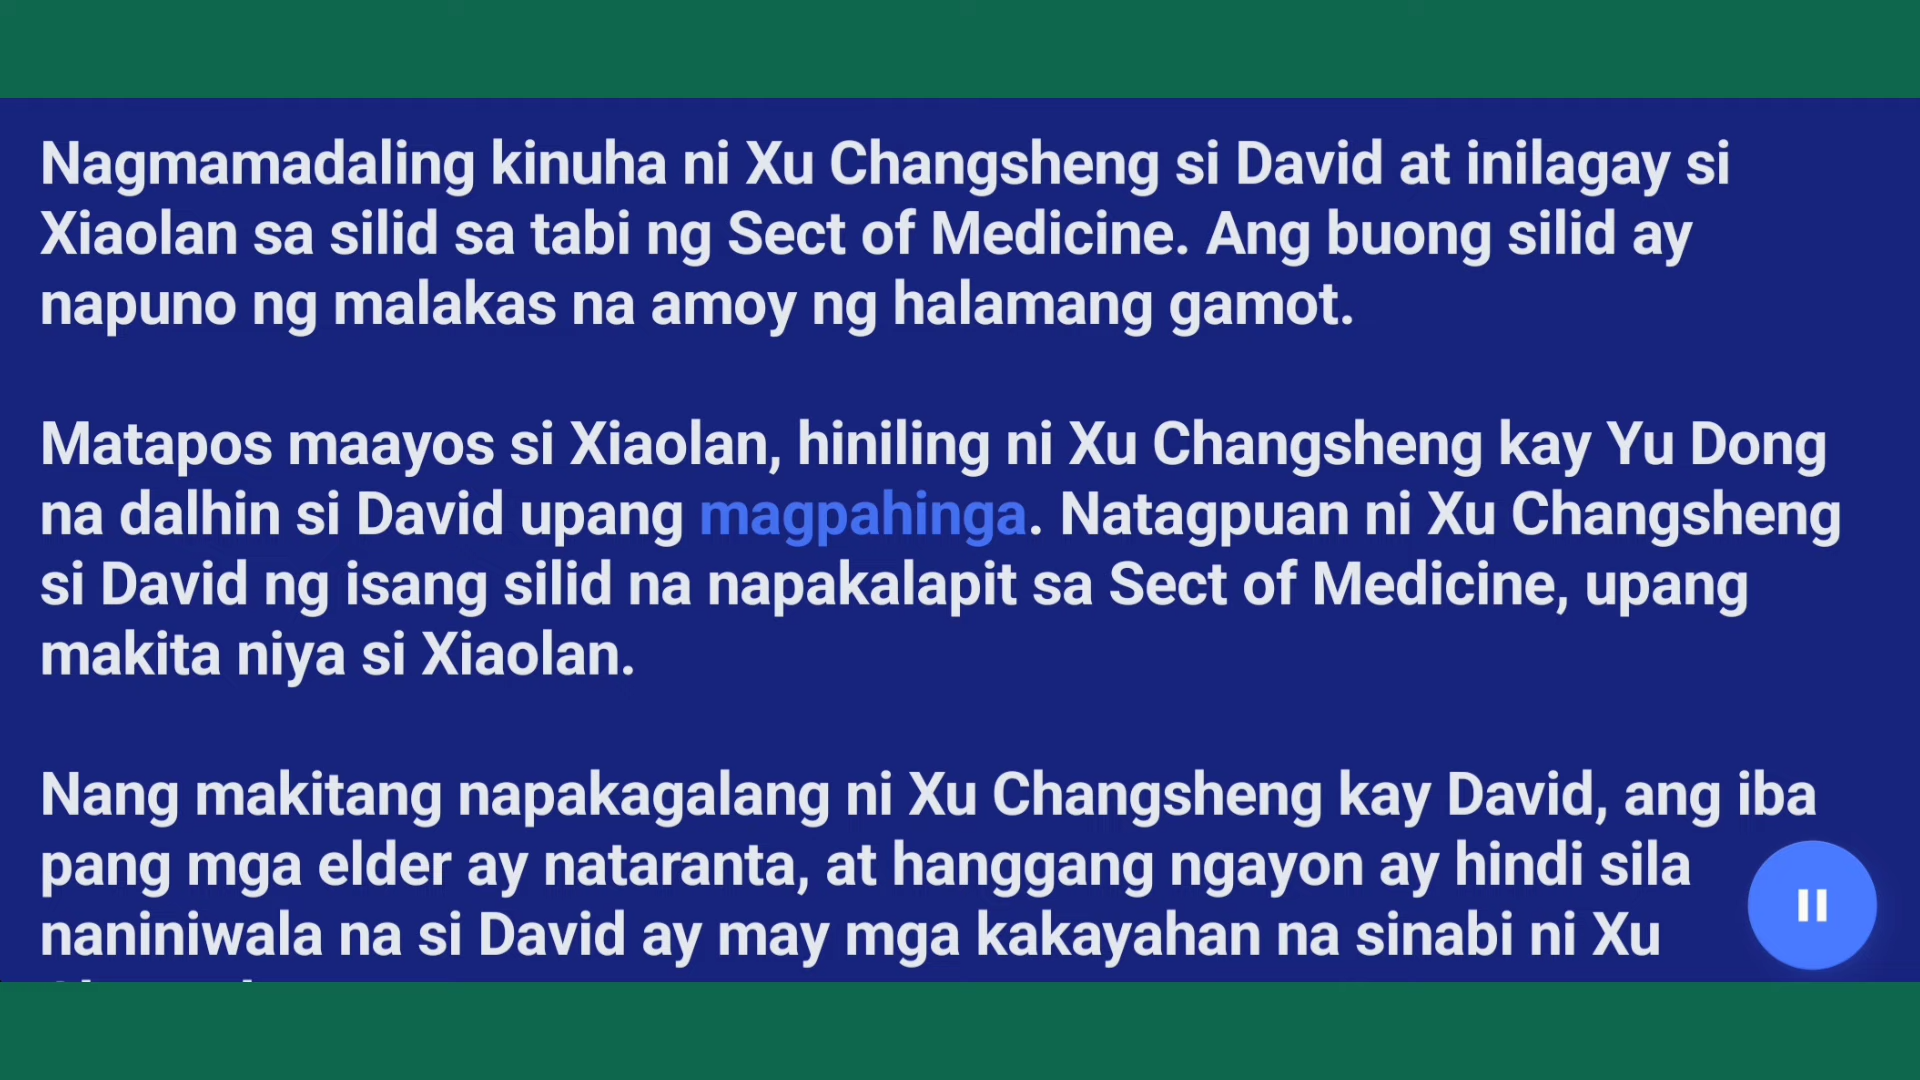 Nagmamadaling kinuha ni Xu Changsheng si David at inilagay si
Xiaolan sa silid sa tabi ng Sect of Medicine. Ang buong silid ay
napuno ng malakas na amoy ng halamang gamot.
Matapos maayos si Xiaolan, hiniling ni Xu Changsheng kay Yu Dong
na dalhin si David upang magpahinga. Natagpuan ni Xu Changsheng
si David ng isang silid na napakalapit sa Sect of Medicine, upang
makita niya si Xiaolan.
Nang makitang napakagalang ni Xu Changsheng kay David, ang iba
pang mga elder ay nataranta, at hanggang ngayon ay hindi sila
naniniwala na si David ay may mga kakayahan na sinabi ni Xu